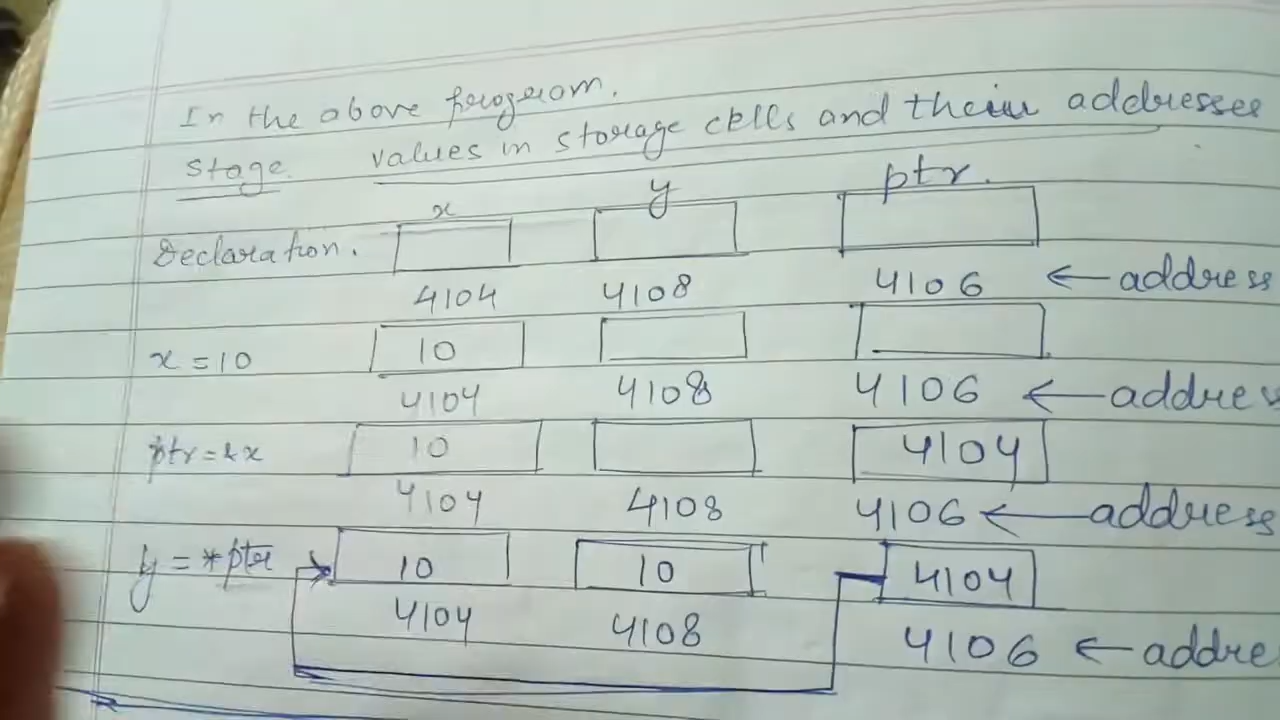 In the above program.
Stage values in storage cells and their addresses
x y ptr.
Declaration.
4104 4108 4106 ← address
x = 10 10
4104 4108 4106 ← addres
ptr = &x 10 4104
4104 4108 4106 ← address
y = *ptr 10 10 4104
4104 4108 4106 ← addre